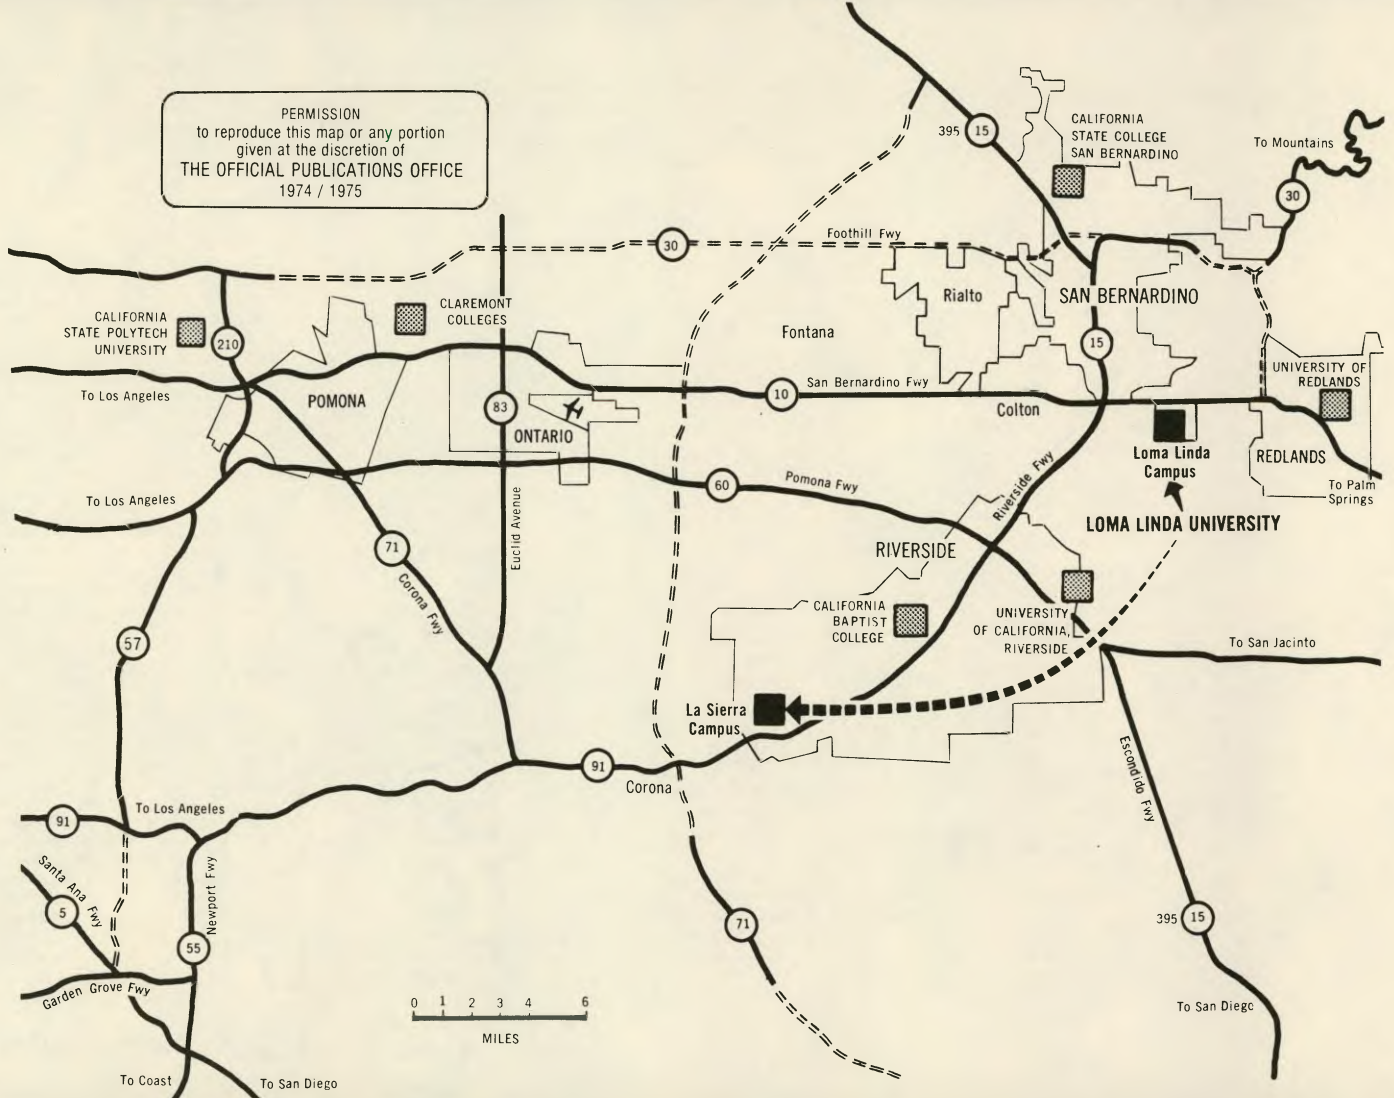 PERMISSION
to reproduce this map or any portion
given at the discretion of
THE OFFICIAL PUBLICATIONS OFFICE
1974 / 1975
395
15
CALIFORNIA
STATE COLLEGE
SAN BERNARDINO
To Mountains
30
30
Foothill Fwy
CALIFORNIA
STATE POLYTECH
UNIVERSITY
210
CLAREMONT
COLLEGES
Rialto
SAN BERNARDINO
Fontana
15
UNIVERSITY OF
REDLANDS
To Los Angeles
POMONA
83
ONTARIO
10
San Bernardino Fwy
Colton
Loma Linda
Campus
REDLANDS
To Palm
Springs
To Los Angeles
60
Pomona Fwy
Riverside Fwy
LOMA LINDA UNIVERSITY
Euclid Avenue
71
Corona Fwy
RIVERSIDE
CALIFORNIA
BAPTIST
COLLEGE
UNIVERSITY
OF CALIFORNIA,
RIVERSIDE
57
To San Jacinto
La Sierra
Campus
91
Corona
Escondido Fwy
91
To Los Angeles
Santa Ana Fwy
5
Newport Fwy
55
71
395
15
Garden Grove Fwy
0 1 2 3 4 6
MILES
To San Diego
To Coast
To San Diego